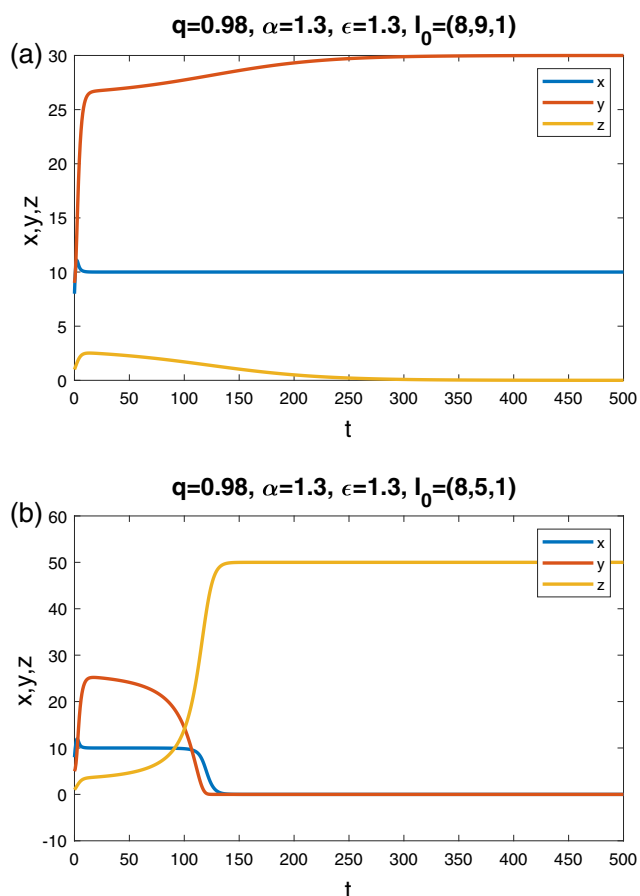 q=0.98, α=1.3, ϵ=1.3, I₀=(8,9,1)
(a)
30
25
20
15
10
5
0
x,y,z
x
y
z
0 50 100 150 200 250 300 350 400 450 500
t
q=0.98, α=1.3, ϵ=1.3, I₀=(8,5,1)
(b)
60
50
40
30
20
10
0
-10
x,y,z
x
y
z
0 50 100 150 200 250 300 350 400 450 500
t